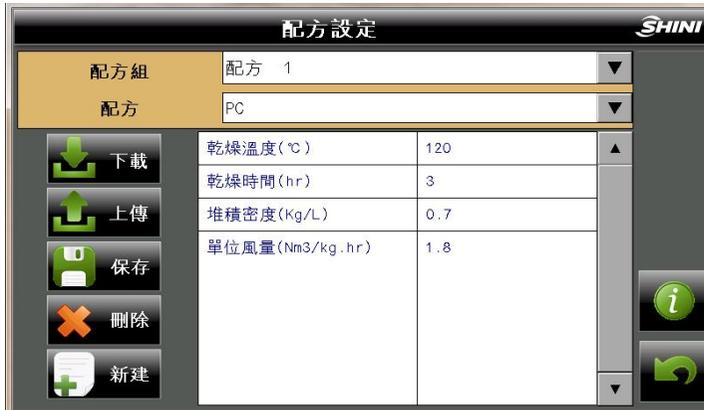 配方設定
SHINI
配方組
配方 1
配方
PC
下載
上傳
保存
刪除
新建
乾燥溫度(℃) 120
乾燥時間(hr) 3
堆積密度(Kg/L) 0.7
單位風量(Nm3/kg.hr) 1.8
i